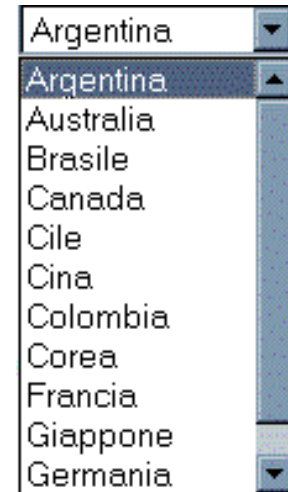 Argentina
Argentina
Australia
Brasile
Canada
Cile
Cina
Colombia
Corea
Francia
Giappone
Germania